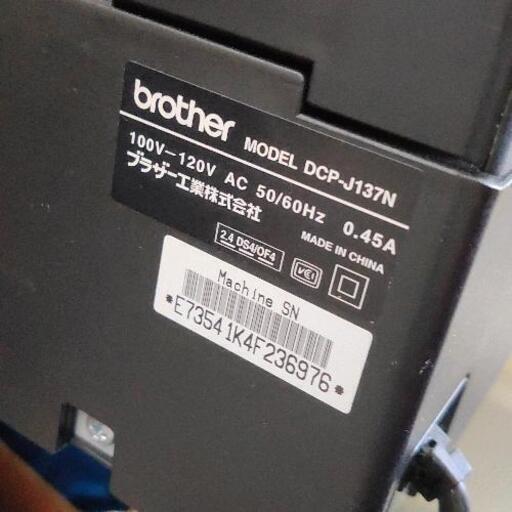 brother MODEL DCP-J137N
100V－120V AC 50/60Hz 0.45A
ブラザー工業株式会社 MADE IN CHINA
2.4 DS4/OF4 VCI
Machine SN
*E73541K4F236976*